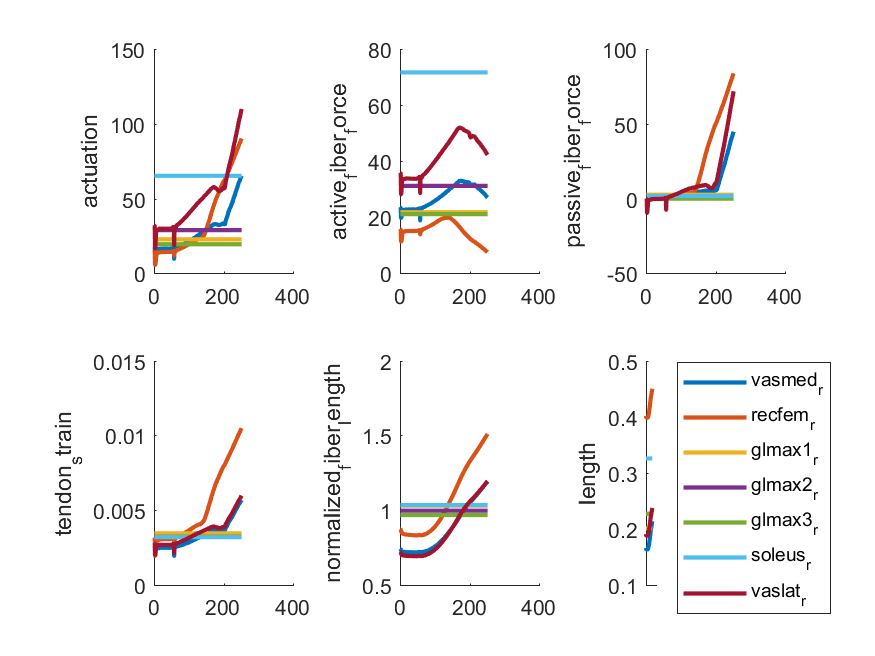 actuation
150
100
50
0
0 200 400
active_fiber_force
80
60
40
20
0
0 200 400
passive_fiber_force
100
50
0
-50
0 200 400
tendon_strain
0.015
0.01
0.005
0
0 200 400
normalized_fiber_length
2
1.5
1
0.5
0 200 400
length
0.5
0.4
0.3
0.2
0.1
vasmed_r
recfem_r
glmax1_r
glmax2_r
glmax3_r
soleus_r
vaslat_r